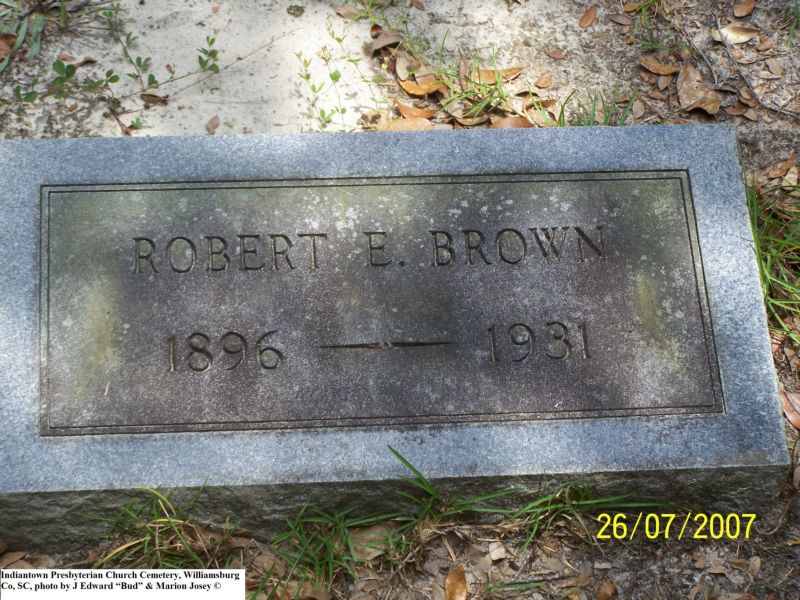 ROBERT E. BROWN
1896 — 1931
26/07/2007
Indiantown Presbyterian Church Cemetery, Williamsburg
Co, SC, photo by J Edward “Bud” & Marion Josey ©